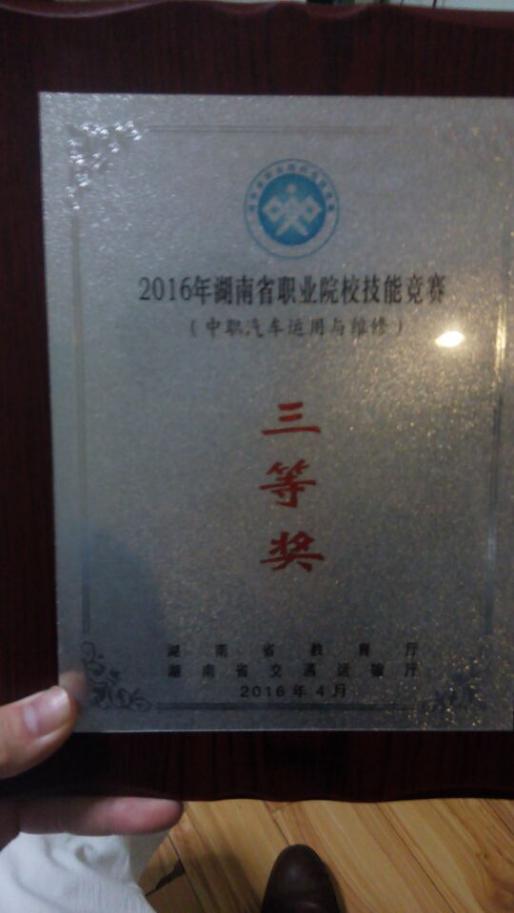 2016年湖南省职业院校技能竞赛
（中职汽车运用与维修）
三
等
奖
湖南省教育厅
湖南省交通运输厅
2016年4月